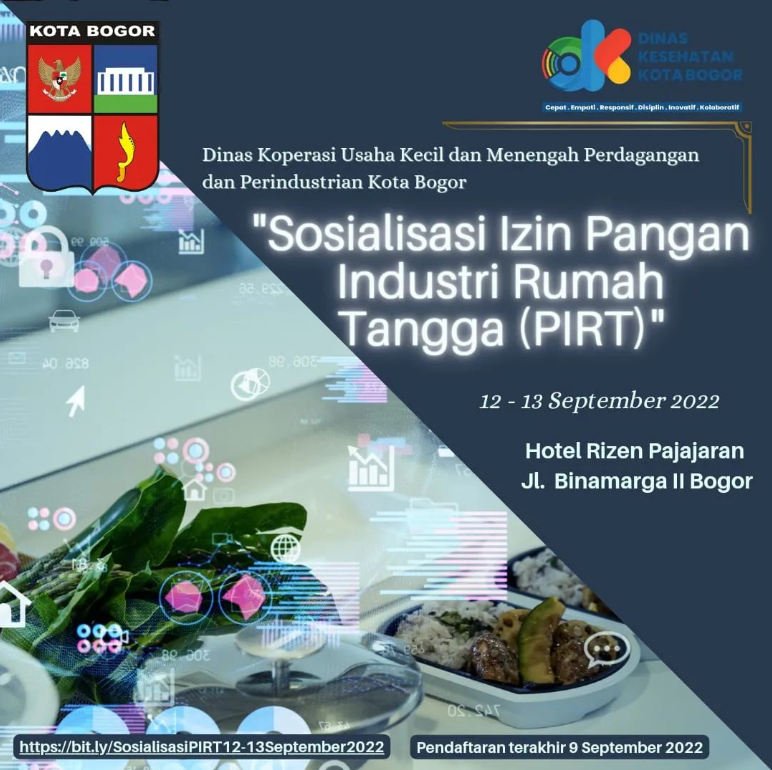 KOTA BOGOR
DINAS
KESEHATAN
KOTA BOGOR
Cepat . Empati . Responsif . Disiplin . Inovatif . Kolaboratif
Dinas Koperasi Usaha Kecil dan Menengah Perdagangan
dan Perindustrian Kota Bogor
"Sosialisasi Izin Pangan
Industri Rumah
Tangga (PIRT)"
12 - 13 September 2022
Hotel Rizen Pajajaran
Jl. Binamarga II Bogor
https://bit.ly/SosialisasiPIRT12-13September2022
Pendaftaran terakhir 9 September 2022